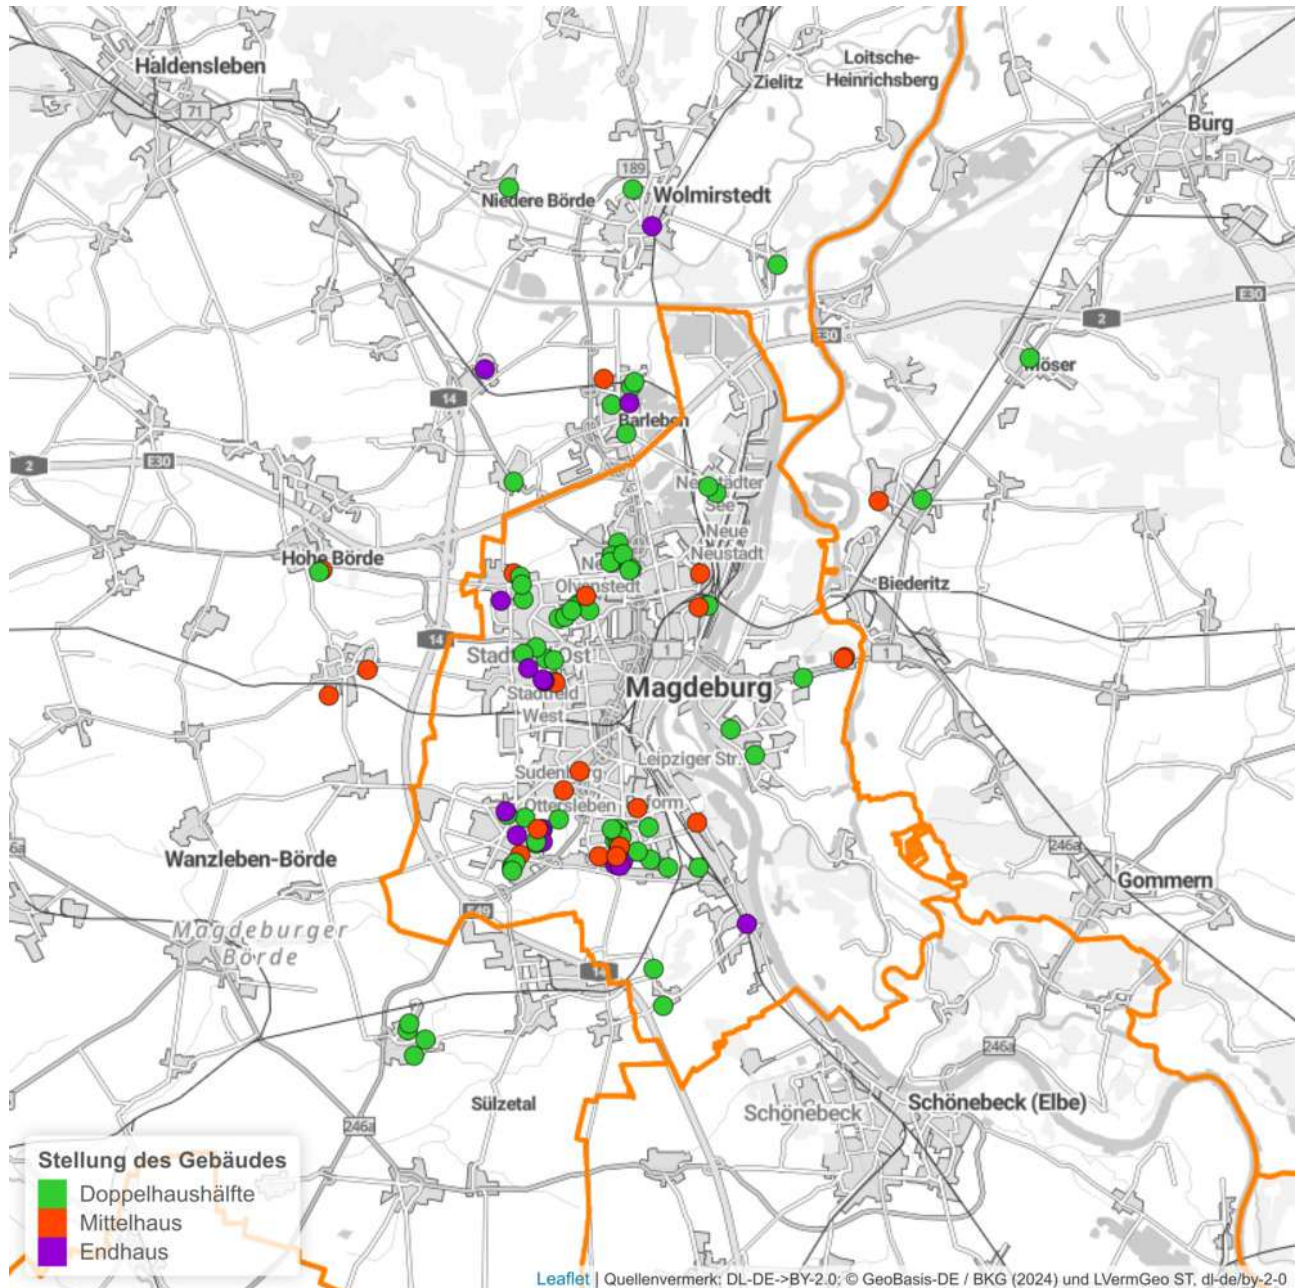 Haldensleben
71
Zielitz
Loitsche-
Heinrichsberg
Burg
189
Niedere Börde
Wolmirstedt
E30
2
E30
Möser
14
Barleben
2
E30
Neustädter
See
Neue
Neustadt
Hohe Börde
Olvenstedt
Biederitz
14
1
1
Stadtfeld Ost
Stadtfeld
West
Magdeburg
Leipziger Str.
Sudenburg
Ottersleben
Reform
246a
Wanzleben-Börde
Gommern
E49
Magdeburger
Börde
14
246a
Sülzetal
Schönebeck
Schönebeck (Elbe)
246a
Stellung des Gebäudes
Doppelhaushälfte
Mittelhaus
Endhaus
Leaflet | Quellenvermerk: DL-DE->BY-2.0; © GeoBasis-DE / BKG (2024) und LVermGeo ST, dl-de/by-2-0